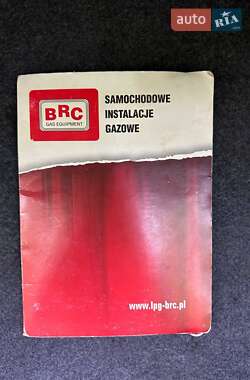 auto RIA
BRC
GAS EQUIPMENT
SAMOCHODOWE
INSTALACJE
GAZOWE
www.lpg-brc.pl